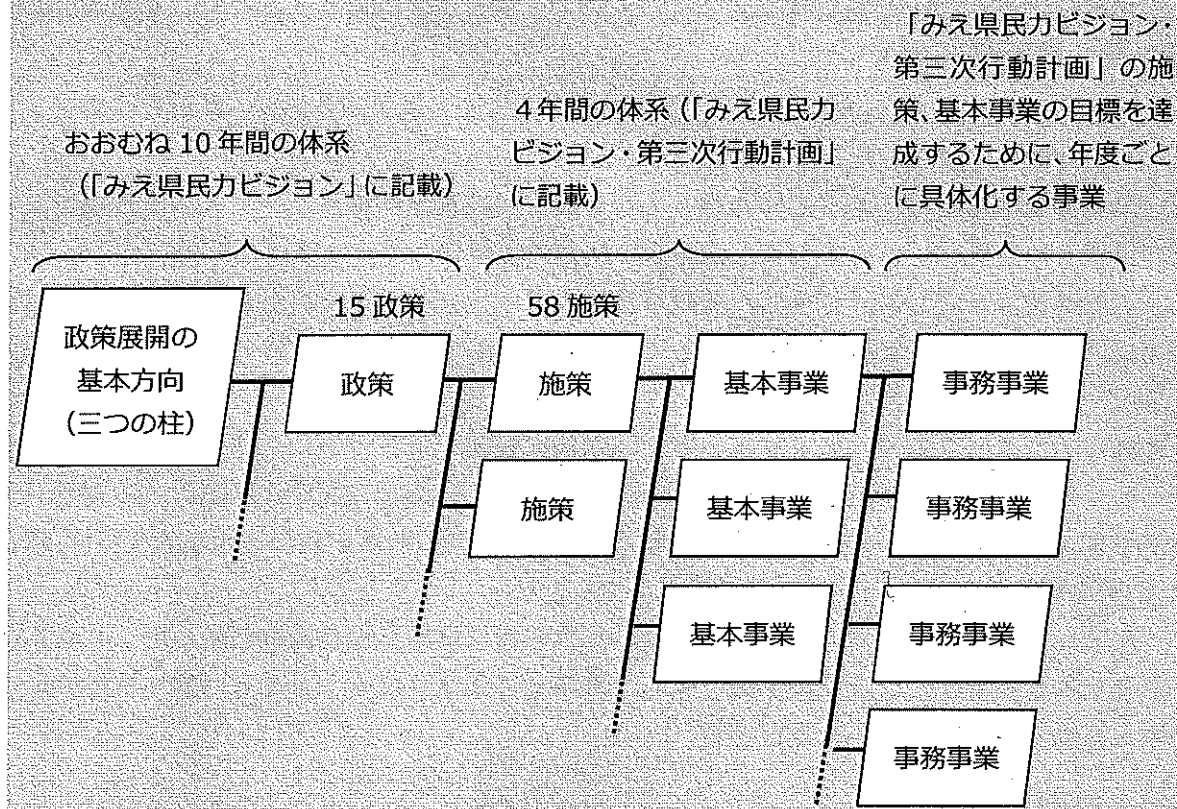 おおむね 10 年間の体系
（「みえ県民力ビジョン」に記載）
４年間の体系（「みえ県民力
ビジョン・第三次行動計画」
に記載）
「みえ県民力ビジョン・
第三次行動計画」の施
策、基本事業の目標を達
成するために、年度ごと
に具体化する事業
15 政策
58 施策
政策展開の
基本方向
（三つの柱）
政策
施策
基本事業
事務事業
施策
基本事業
事務事業
基本事業
事務事業
事務事業